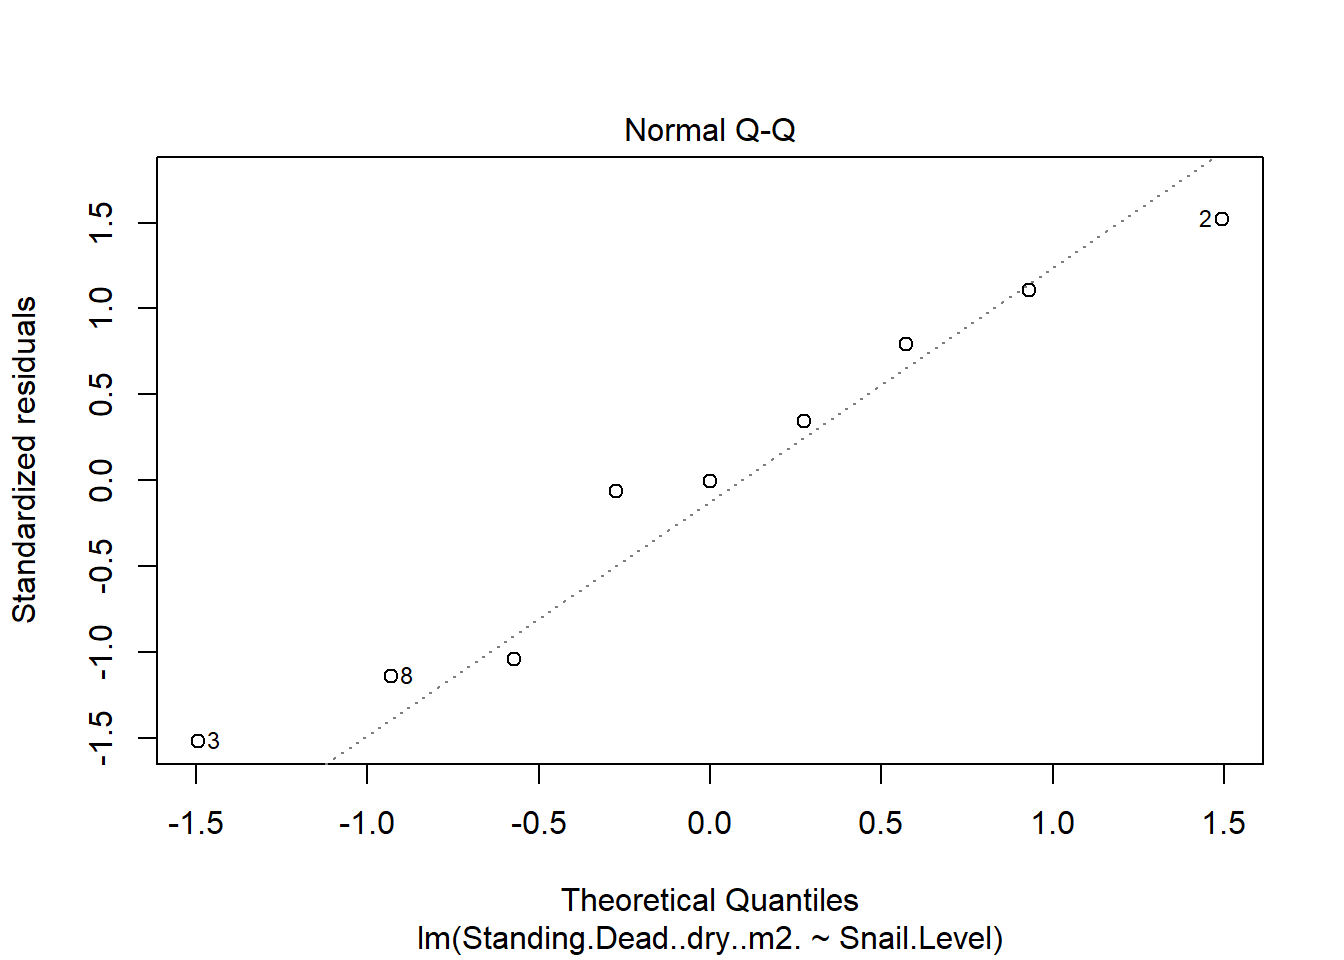 Normal Q-Q
Standardized residuals
1.5
1.0
0.5
0.0
-0.5
-1.0
-1.5
2
8
3
-1.5 -1.0 -0.5 0.0 0.5 1.0 1.5
Theoretical Quantiles
lm(Standing.Dead..dry..m2. ~ Snail.Level)